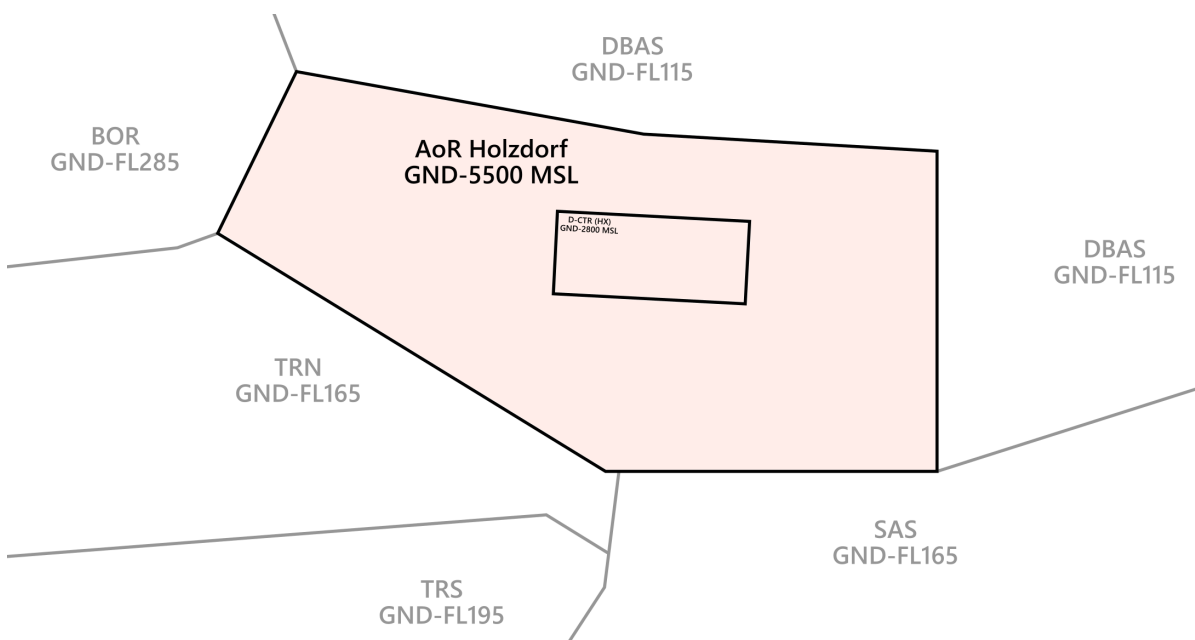 DBAS
GND-FL115
BOR
GND-FL285
AoR Holzdorf
GND-5500 MSL
D-CTR (HX)
GND-2800 MSL
DBAS
GND-FL115
TRN
GND-FL165
SAS
GND-FL165
TRS
GND-FL195